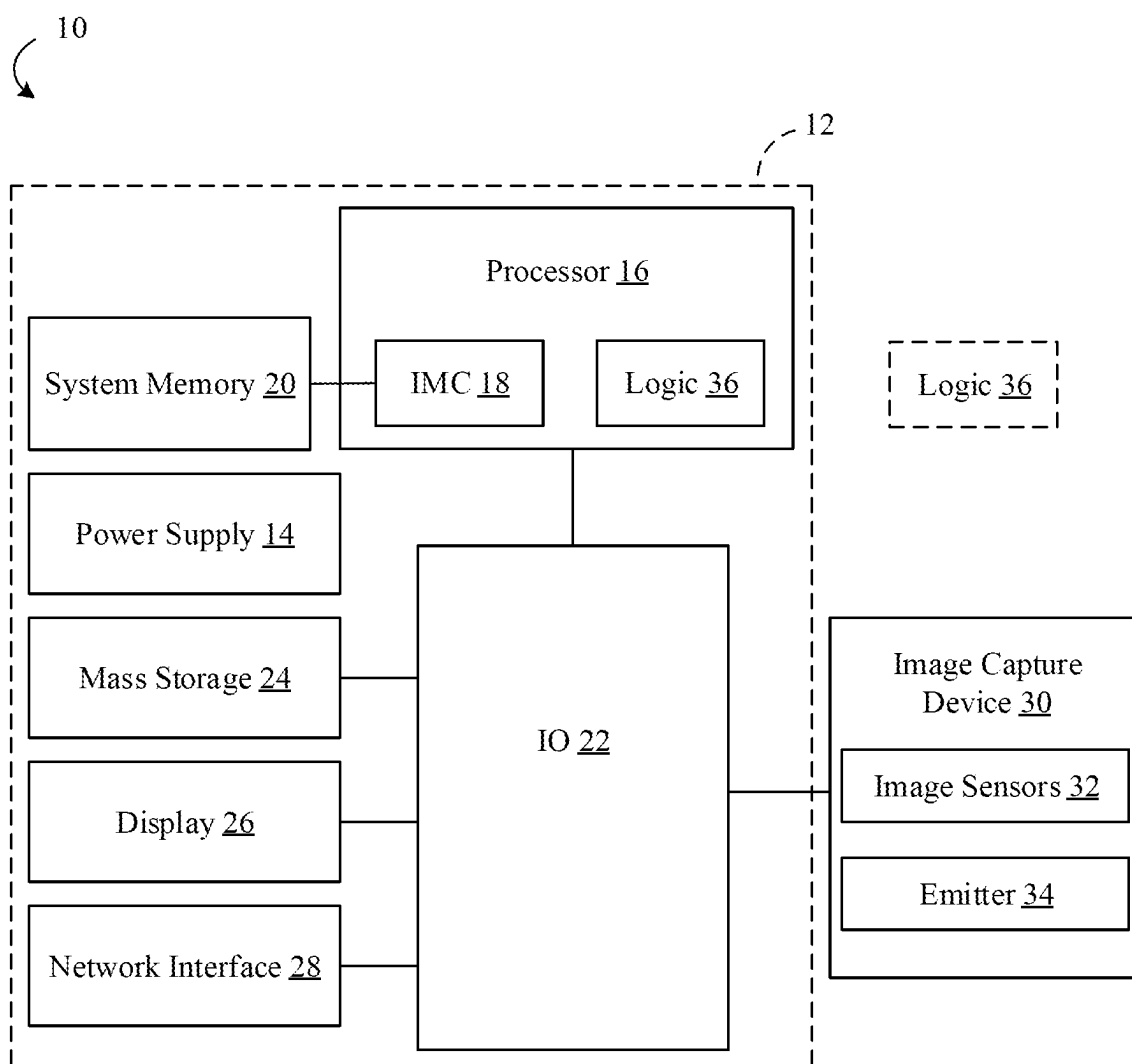 10
12
Processor 16
System Memory 20
IMC 18
Logic 36
Logic 36
Power Supply 14
Mass Storage 24
IO 22
Image Capture
Device 30
Image Sensors 32
Display 26
Emitter 34
Network Interface 28